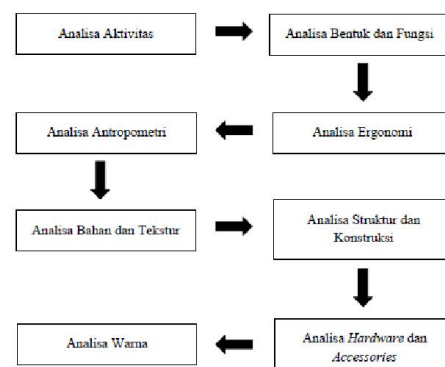 Analisa Aktivitas
Analisa Bentuk dan Fungsi
Analisa Antropometri
Analisa Ergonomi
Analisa Bahan dan Tekstur
Analisa Struktur dan
Konstruksi
Analisa Warna
Analisa Hardware dan
Accessories